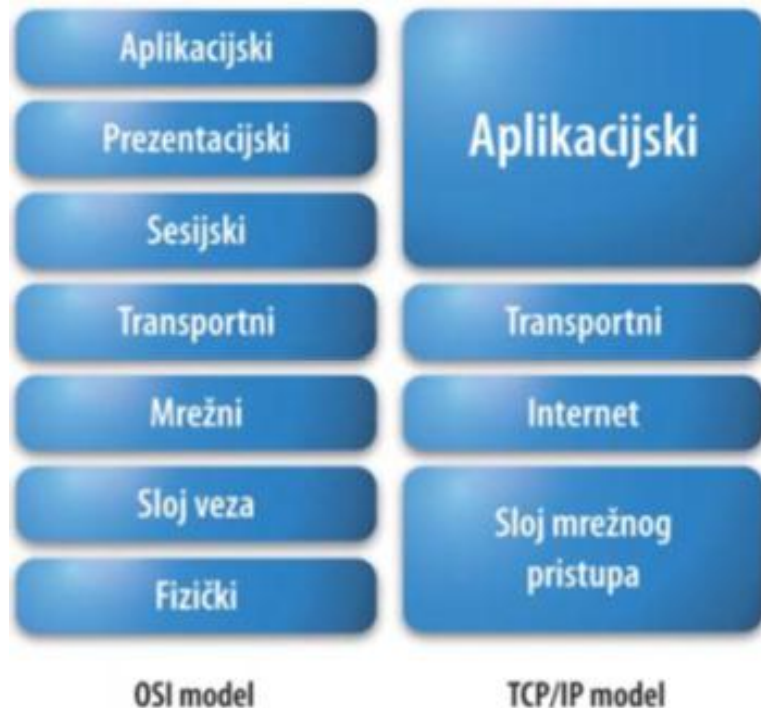 Aplikacijski
Prezentacijski
Sesijski
Transportni
Mrežni
Sloj veza
Fizički
OSI model
Aplikacijski
Transportni
Internet
Sloj mrežnog
pristupa
TCP/IP model